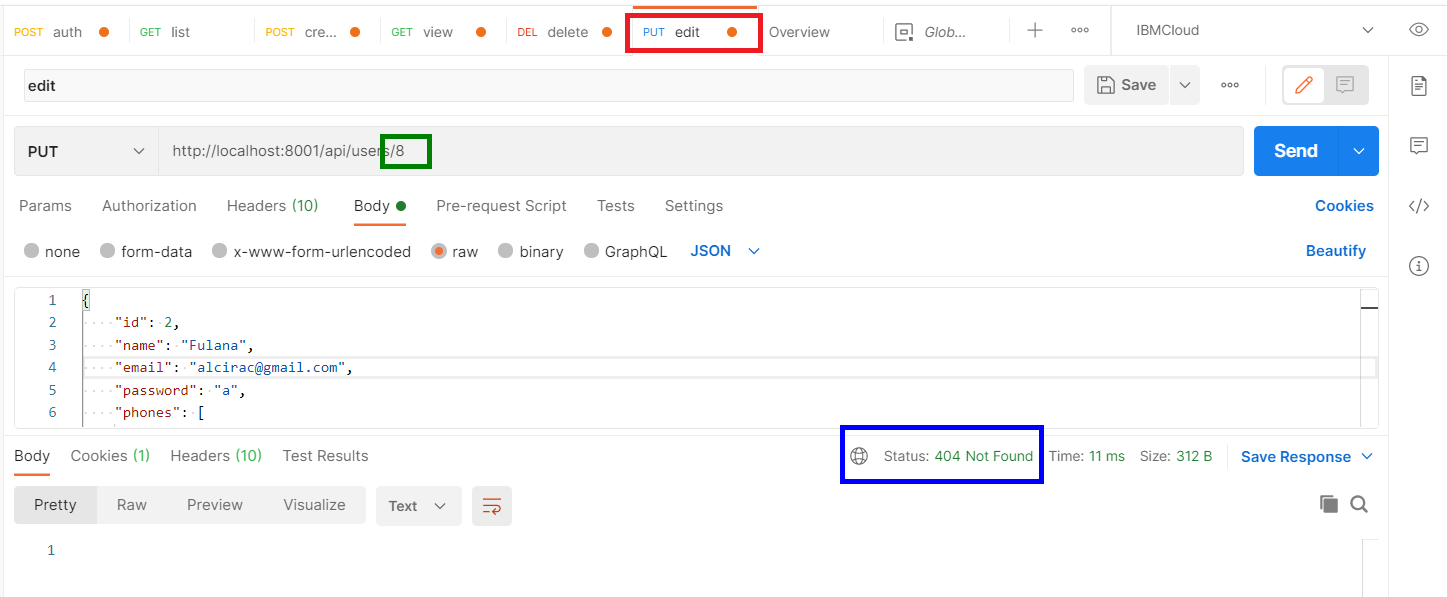 POST auth GET list POST cre... GET view DEL delete PUT edit Overview Glob... IBMCloud
edit Save
PUT http://localhost:8001/api/users/8 Send
Params Authorization Headers (10) Body Pre-request Script Tests Settings Cookies
none form-data x-www-form-urlencoded raw binary GraphQL JSON Beautify
1 {
2 "id": 2,
3 "name": "Fulana",
4 "email": "alcirac@gmail.com",
5 "password": "a",
6 "phones": [
Body Cookies (1) Headers (10) Test Results Status: 404 Not Found Time: 11 ms Size: 312 B Save Response
Pretty Raw Preview Visualize Text
1